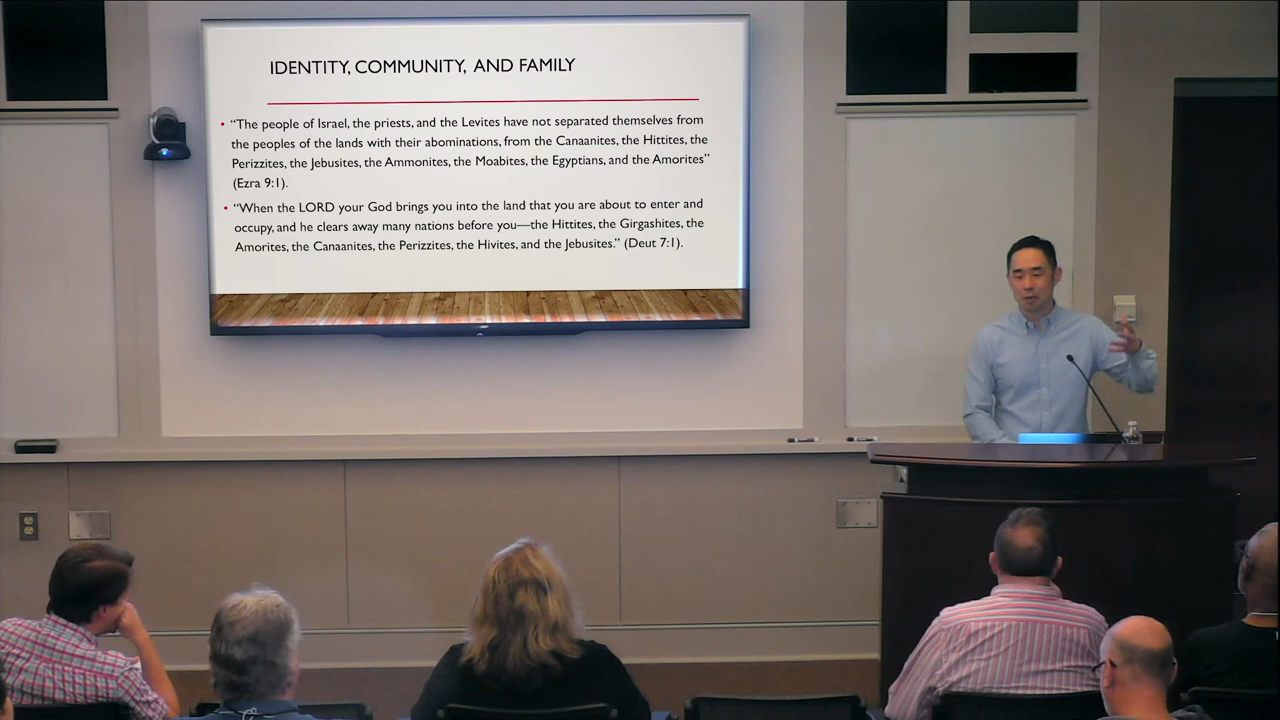 IDENTITY, COMMUNITY, AND FAMILY
• “The people of Israel, the priests, and the Levites have not separated themselves from
the peoples of the lands with their abominations, from the Canaanites, the Hittites, the
Perizzites, the Jebusites, the Ammonites, the Moabites, the Egyptians, and the Amorites”
(Ezra 9:1).
• “When the LORD your God brings you into the land that you are about to enter and
occupy, and he clears away many nations before you—the Hittites, the Girgashites, the
Amorites, the Canaanites, the Perizzites, the Hivites, and the Jebusites.” (Deut 7:1).